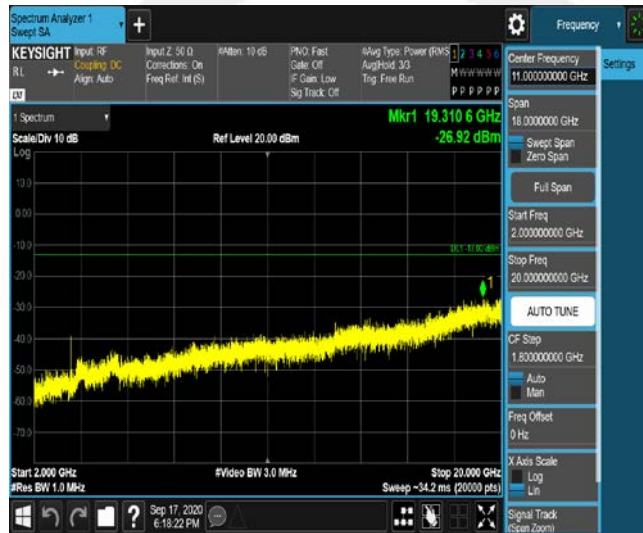 Spectrum Analyzer 1
Swept SA
+
Frequency
KEYSIGHT
RL
Input: RF
Coupling: DC
Align: Auto
Input Z: 50 Ω
Corrections: On
Freq Ref: Int (S)
#Atten: 10 dB
PNO: Fast
Gate: Off
IF Gain: Low
Sig Track: Off
#Avg Type: Power (RMS
Avg|Hold: 3/3
Trig: Free Run
1 2 3 4 5 6
M W W W W W
P P P P P P
LXI
1 Spectrum
Scale/Div 10 dB
Log
Ref Level 20.00 dBm
Mkr1 19.310 6 GHz
-26.92 dBm
10.0
0.00
-10.0
DL1 -13.00 dBm
1
-20.0
-30.0
-40.0
-50.0
-60.0
-70.0
Start 2.000 GHz
#Res BW 1.0 MHz
#Video BW 3.0 MHz
Stop 20.000 GHz
Sweep ~34.2 ms (20000 pts)
?
Sep 17, 2020
6:18:22 PM
Center Frequency
11.000000000 GHz
Settings
Span
18.0000000 GHz
Swept Span
Zero Span
Full Span
Start Freq
2.000000000 GHz
Stop Freq
20.000000000 GHz
AUTO TUNE
CF Step
1.800000000 GHz
Auto
Man
Freq Offset
0 Hz
X Axis Scale
Log
Lin
Signal Track
(Span Zoom)